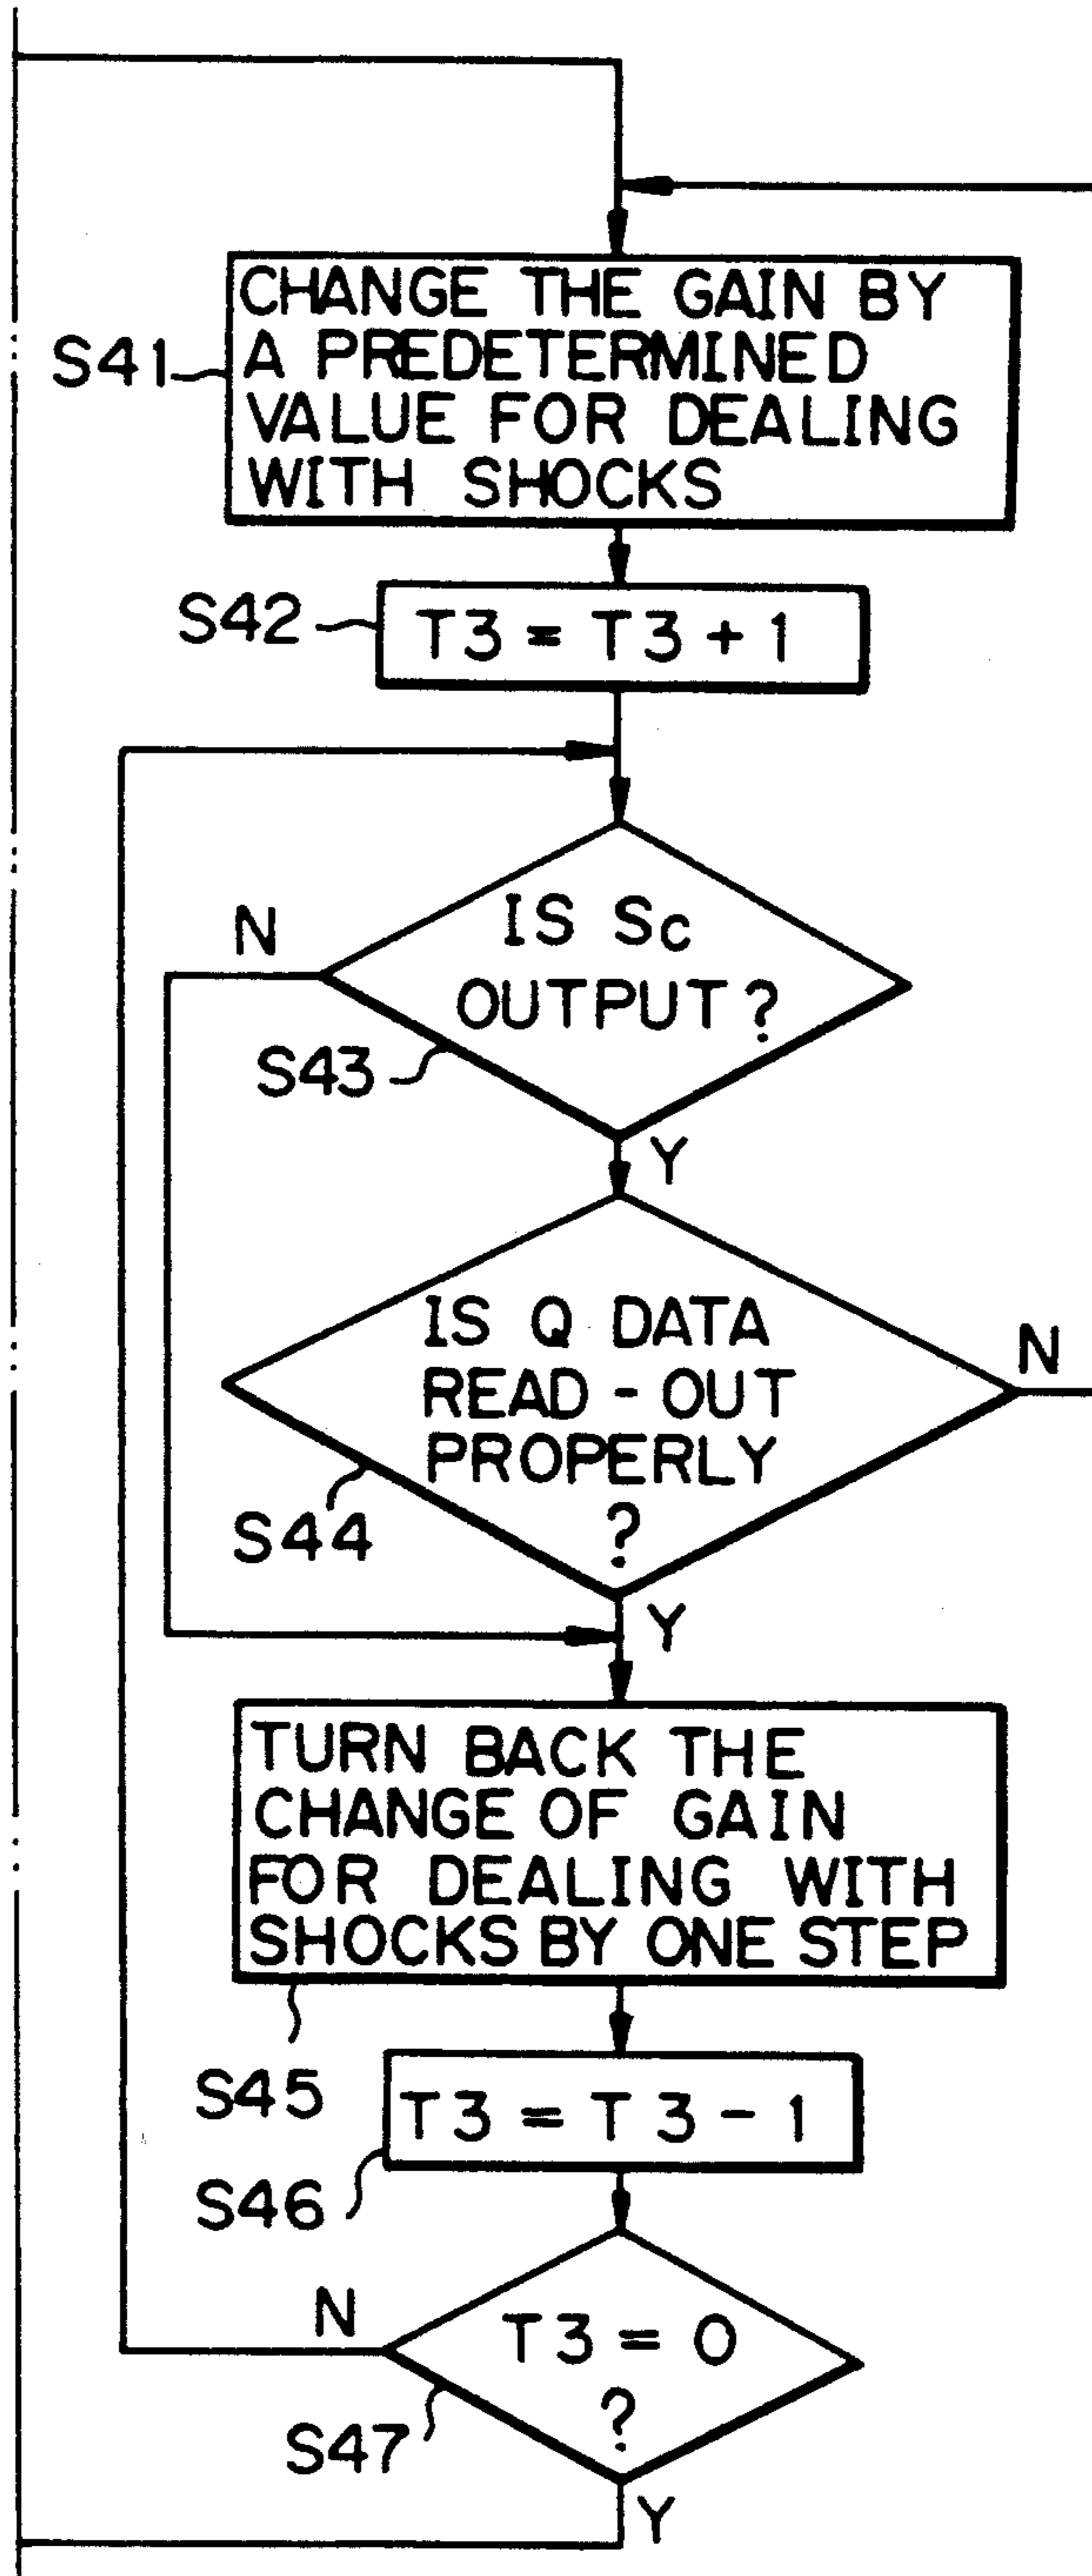 CHANGE THE GAIN BY
A PREDETERMINED
VALUE FOR DEALING
WITH SHOCKS
S41
S42
T3 = T3 + 1
N
IS Sc
OUTPUT ?
S43
Y
IS Q DATA
READ - OUT
PROPERLY
?
N
S44
Y
TURN BACK THE
CHANGE OF GAIN
FOR DEALING WITH
SHOCKS BY ONE STEP
S45
T3 = T3 - 1
S46
N
T3 = 0
?
S47
Y